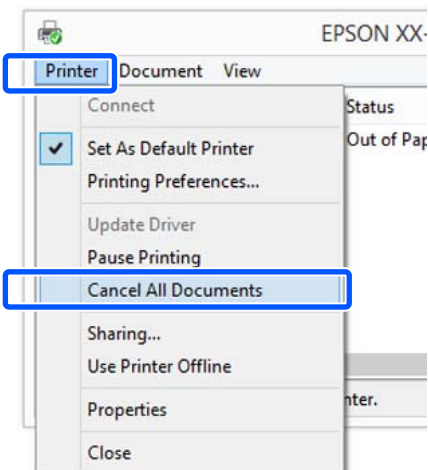 EPSON XX-
Printer Document View
Connect
Status
Set As Default Printer
Out of Pap
Printing Preferences...
Update Driver
Pause Printing
Cancel All Documents
Sharing...
Use Printer Offline
Properties
nter.
Close